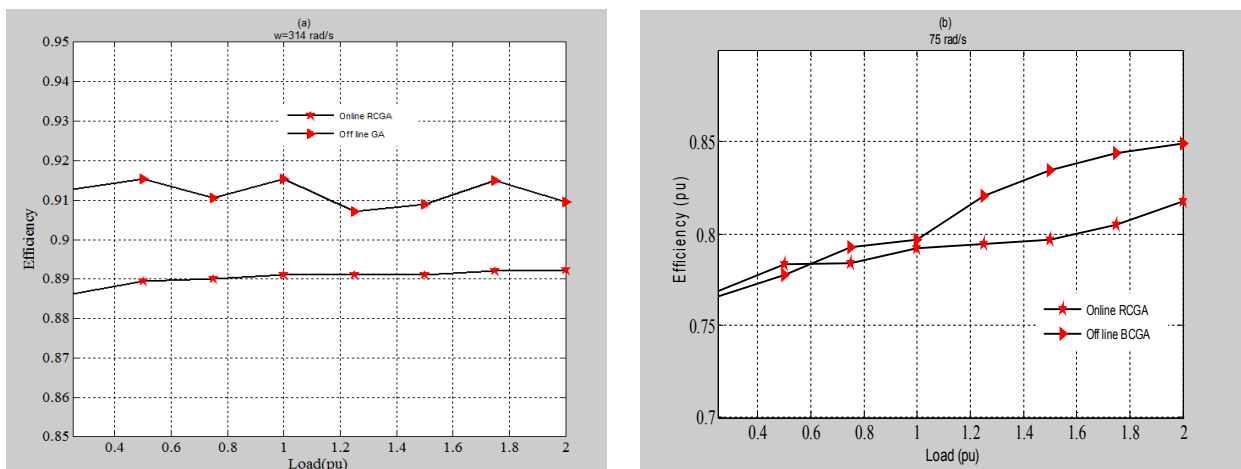 (a)
w=314 rad/s
0.95
0.94
0.93
0.92
0.91
0.9
0.89
0.88
0.87
0.86
0.85
Efficiency
Online RCGA
Off line GA
0.4
0.6
0.8
1
1.2
1.4
1.6
1.8
2
Load(pu)
(b)
75 rad/s
0.85
0.8
0.75
0.7
Efficiency (pu)
Online RCGA
Off line BCGA
0.4
0.6
0.8
1
1.2
1.4
1.6
1.8
2
Load (pu)